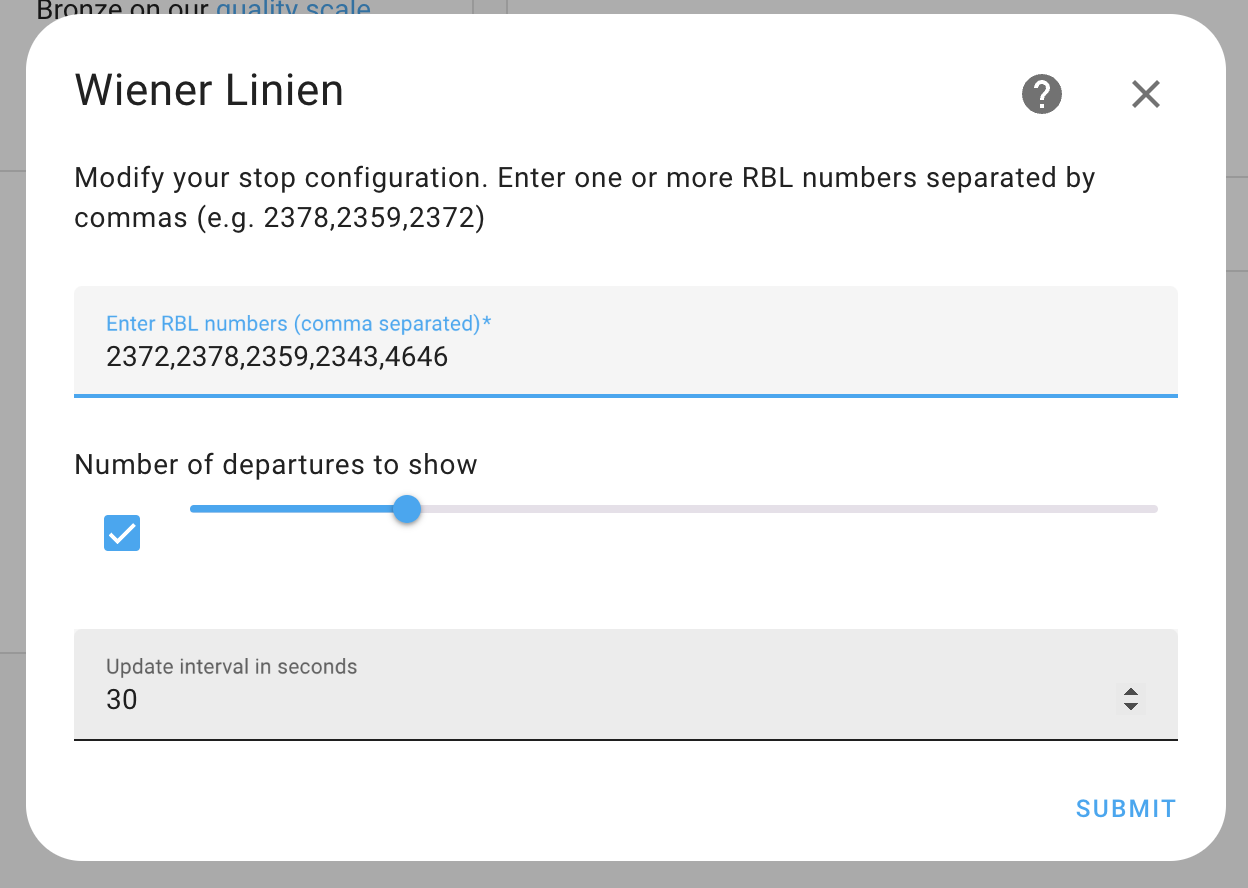 Bronze on our quality scale
Wiener Linien
Modify your stop configuration. Enter one or more RBL numbers separated by
commas (e.g. 2378,2359,2372)
Enter RBL numbers (comma separated)*
2372,2378,2359,2343,4646
Number of departures to show
Update interval in seconds
30
SUBMIT